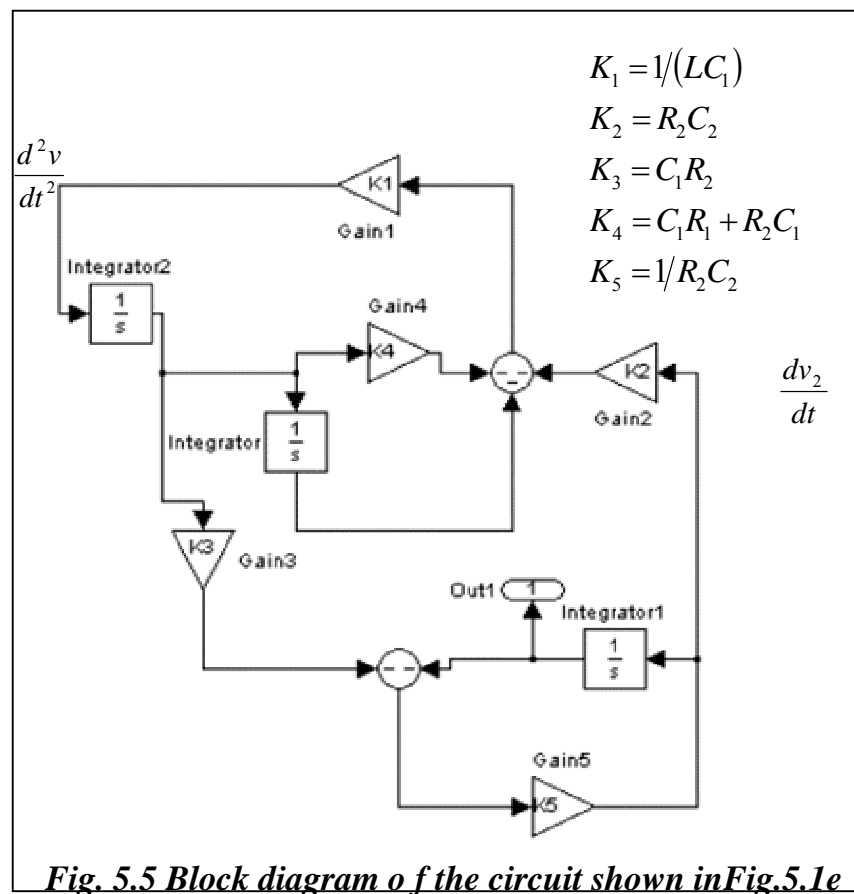 K₁ = 1/(LC₁)
K₂ = R₂C₂
d²v/dt²
K₃ = C₁R₂
K1
K₄ = C₁R₁ + R₂C₁
Gain1
K₅ = 1/R₂C₂
Integrator2
1/s
Gain4
K4
- - -
K2
dv₂/dt
Gain2
Integrator
1/s
K3
Gain3
Out1
1
Integrator1
- -
1/s
Gain5
K5
Fig. 5.5 Block diagram o f the circuit shown inFig.5.1e